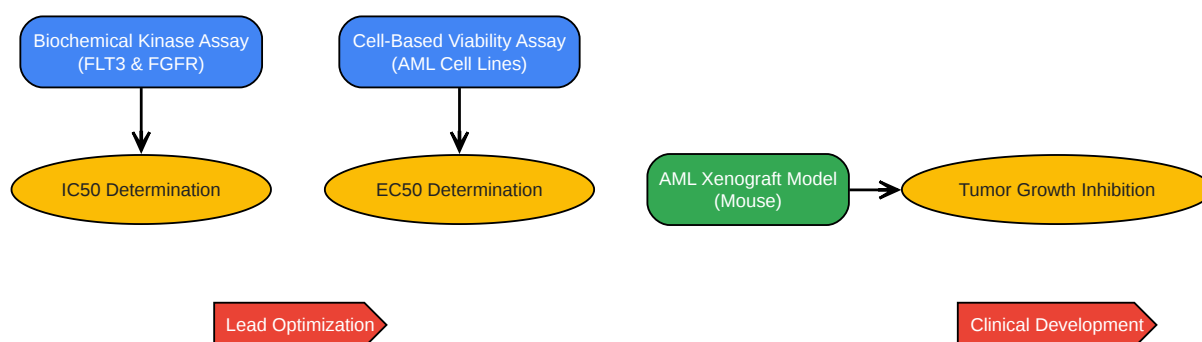 Biochemical Kinase Assay
(FLT3 & FGFR)
Cell-Based Viability Assay
(AML Cell Lines)
IC50 Determination
EC50 Determination
AML Xenograft Model
(Mouse)
Tumor Growth Inhibition
Lead Optimization
Clinical Development